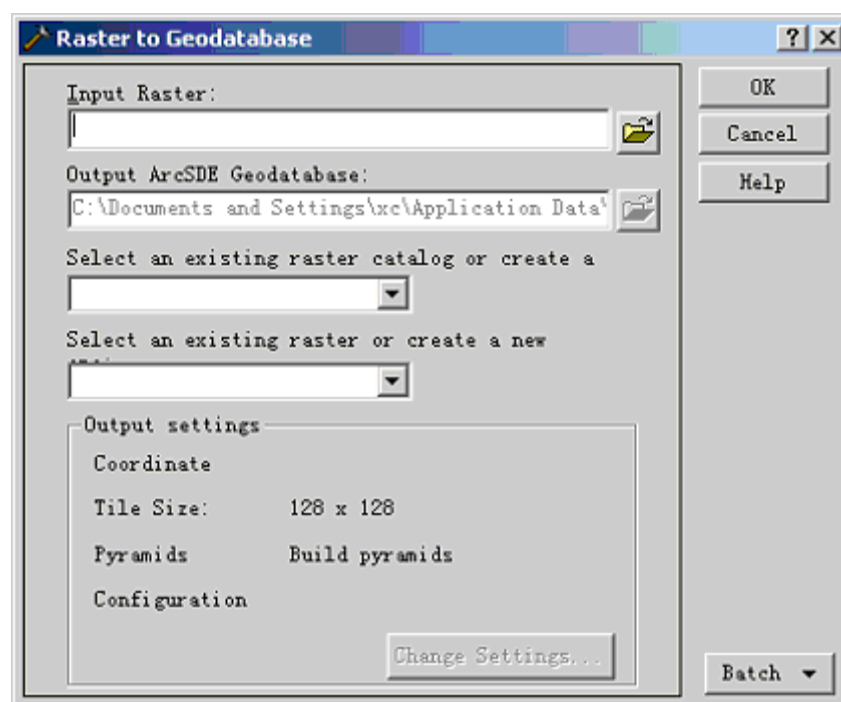 Raster to Geodatabase
Input Raster:
OK
Cancel
Output ArcSDE Geodatabase:
Help
C:\Documents and Settings\xc\Application Data\
Select an existing raster catalog or create a
Select an existing raster or create a new
Output settings
Coordinate
Tile Size: 128 x 128
Pyramids Build pyramids
Configuration
Change Settings...
Batch